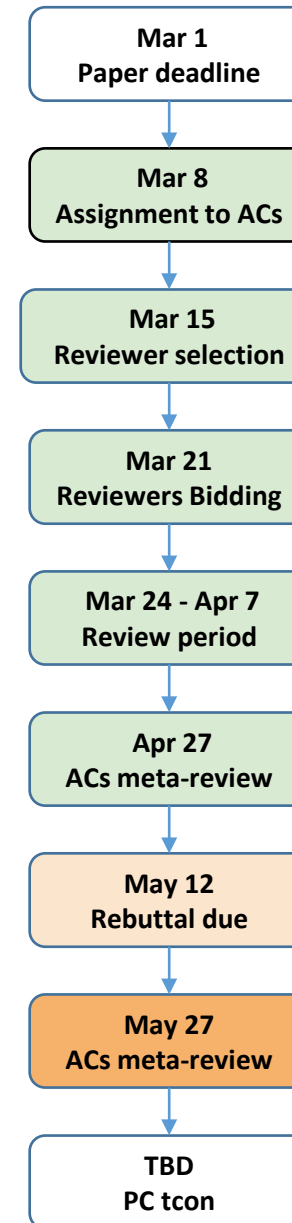 Mar 1
Paper deadline
Mar 8
Assignment to ACs
Mar 15
Reviewer selection
Mar 21
Reviewers Bidding
Mar 24 - Apr 7
Review period
Apr 27
ACs meta-review
May 12
Rebuttal due
May 27
ACs meta-review
TBD
PC tcon